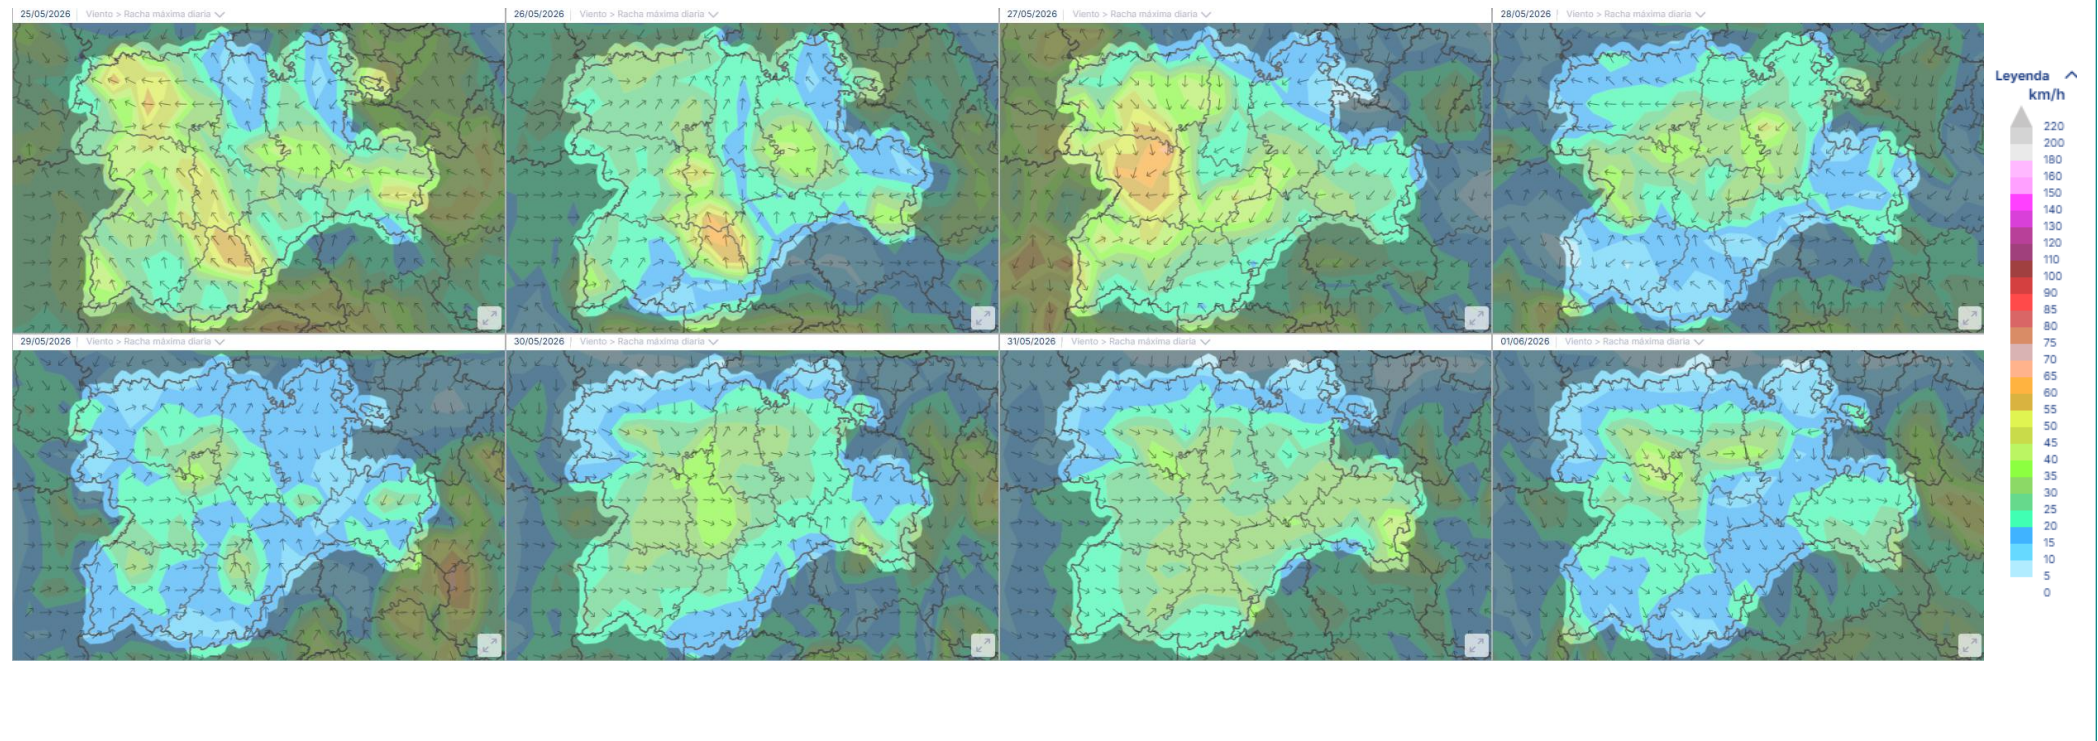 25/05/2026 Viento > Racha máxima diaria
26/05/2026 Viento > Racha máxima diaria
27/05/2026 Viento > Racha máxima diaria
28/05/2026 Viento > Racha máxima diaria
Leyenda
km/h
220
200
180
160
150
140
130
120
110
100
90
85
80
75
70
65
60
55
50
45
40
35
30
25
20
15
10
5
0
29/05/2026 Viento > Racha máxima diaria
30/05/2026 Viento > Racha máxima diaria
31/05/2026 Viento > Racha máxima diaria
01/06/2026 Viento > Racha máxima diaria